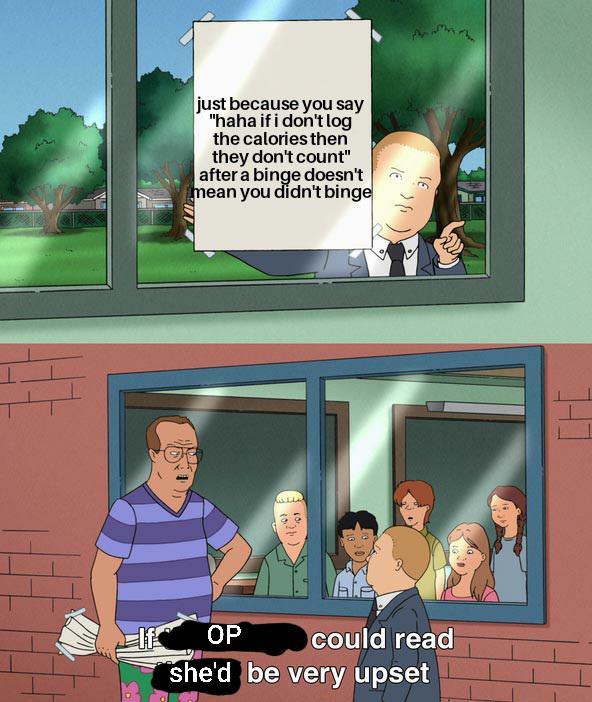 just because you say
"haha if i don't log
the calories then
they don't count"
after a binge doesn't
mean you didn't binge
If OP could read
she'd be very upset